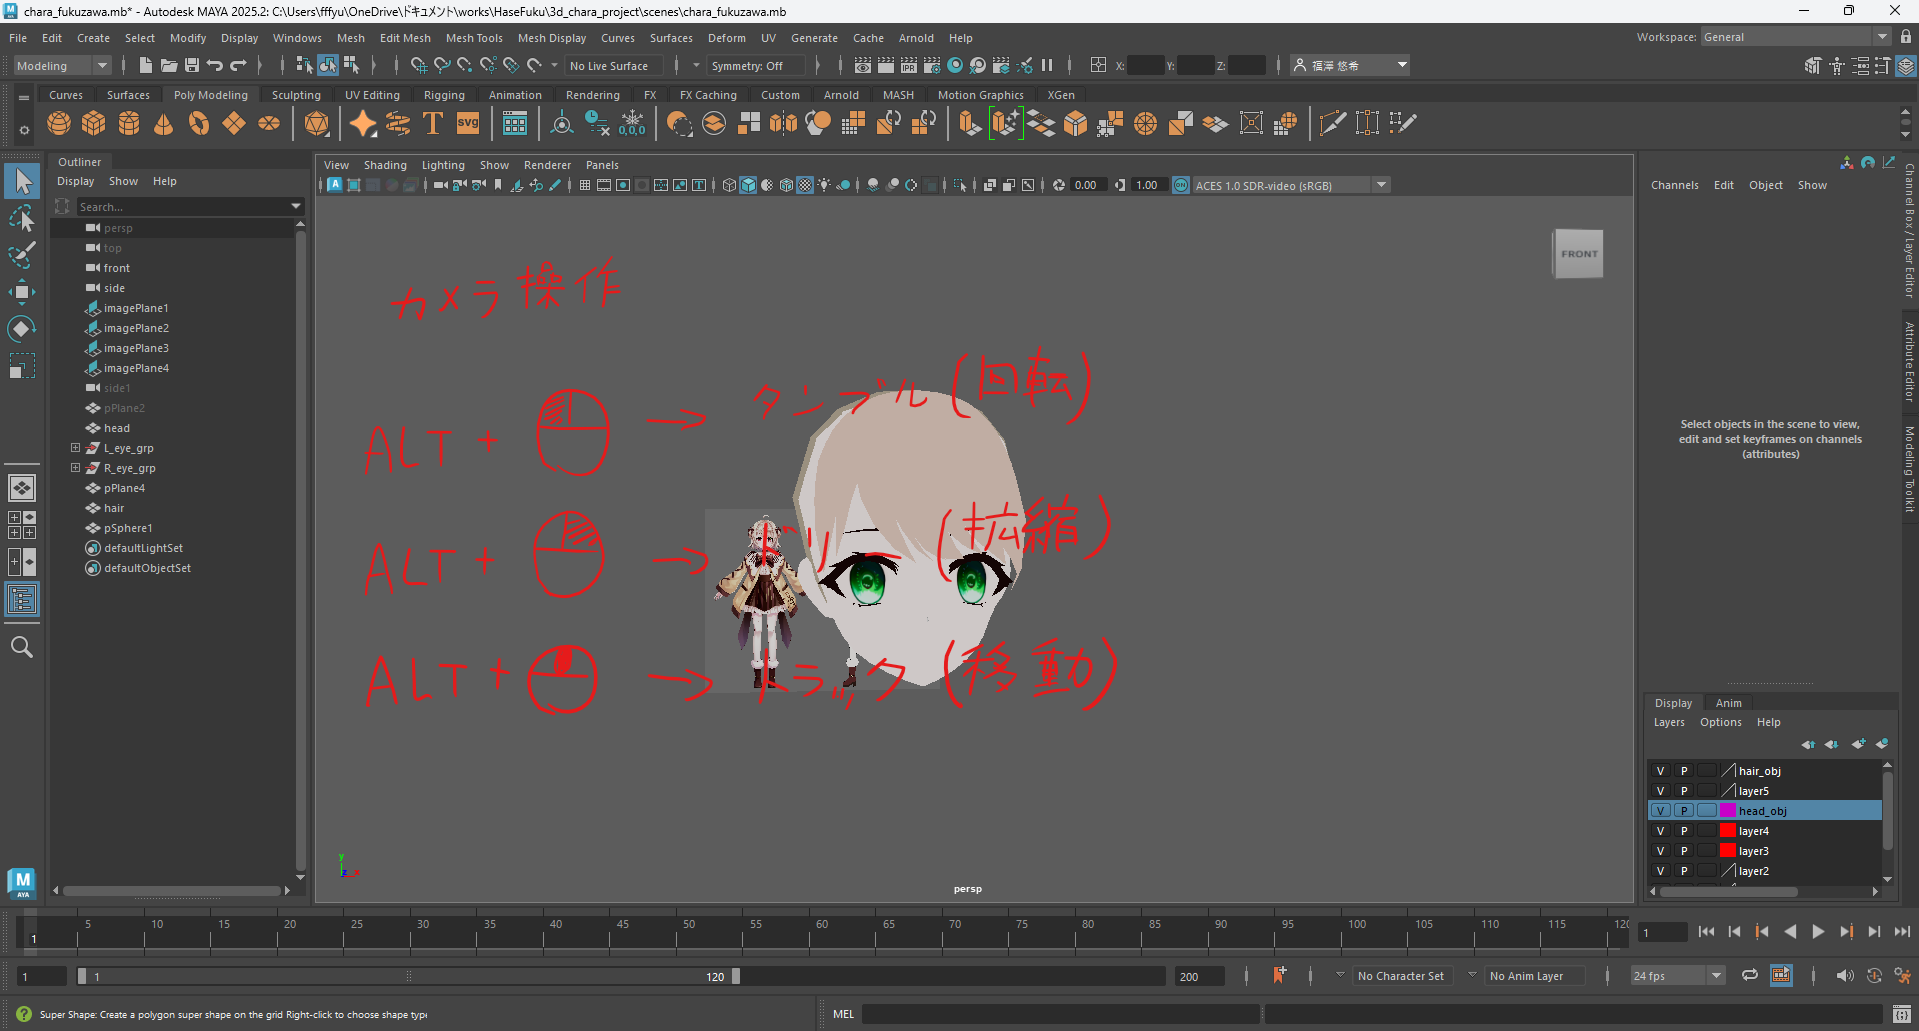 chara_fukuzawa.mb* - Autodesk MAYA 2025.2: C:\Users\fffyu\OneDrive\ドキュメント\works\HaseFuku\3d_chara_project\scenes\chara_fukuzawa.mb
File Edit Create Select Modify Display Windows Mesh Edit Mesh Mesh Tools Mesh Display Curves Surfaces Deform UV Generate Cache Arnold Help Workspace: General
Modeling No Live Surface Symmetry: Off IPR X: Y: Z: 福澤 悠希
Curves Surfaces Poly Modeling Sculpting UV Editing Rigging Animation Rendering FX FX Caching Custom Arnold MASH Motion Graphics XGen
T SVG 0,0,0
Outliner
Display Show Help
Search...
persp
top
front
side
imagePlane1
imagePlane2
imagePlane3
imagePlane4
side1
pPlane2
head
L_eye_grp
R_eye_grp
pPlane4
hair
pSphere1
defaultLightSet
defaultObjectSet
M
AYA
View Shading Lighting Show Renderer Panels
0.00 1.00 ACES 1.0 SDR-video (sRGB)
FRONT
カメラ操作
ALT + → タンブル (回転)
ALT + → ドリー (拡縮)
ALT + → トラック (移動)
y
z
persp
Channels Edit Object Show
Select objects in the scene to view,
edit and set keyframes on channels
(attributes)
Channel Box / Layer Editor
Attribute Editor
Modeling Toolkit
Display Anim
Layers Options Help
V P hair_obj
V P layer5
V P head_obj
V P layer4
V P layer3
V P layer2
1 5 10 15 20 25 30 35 40 45 50 55 60 65 70 75 80 85 90 95 100 105 110 115 120 1
1 1 120 200 No Character Set No Anim Layer 24 fps
Super Shape: Create a polygon super shape on the grid Right-click to choose shape type MEL